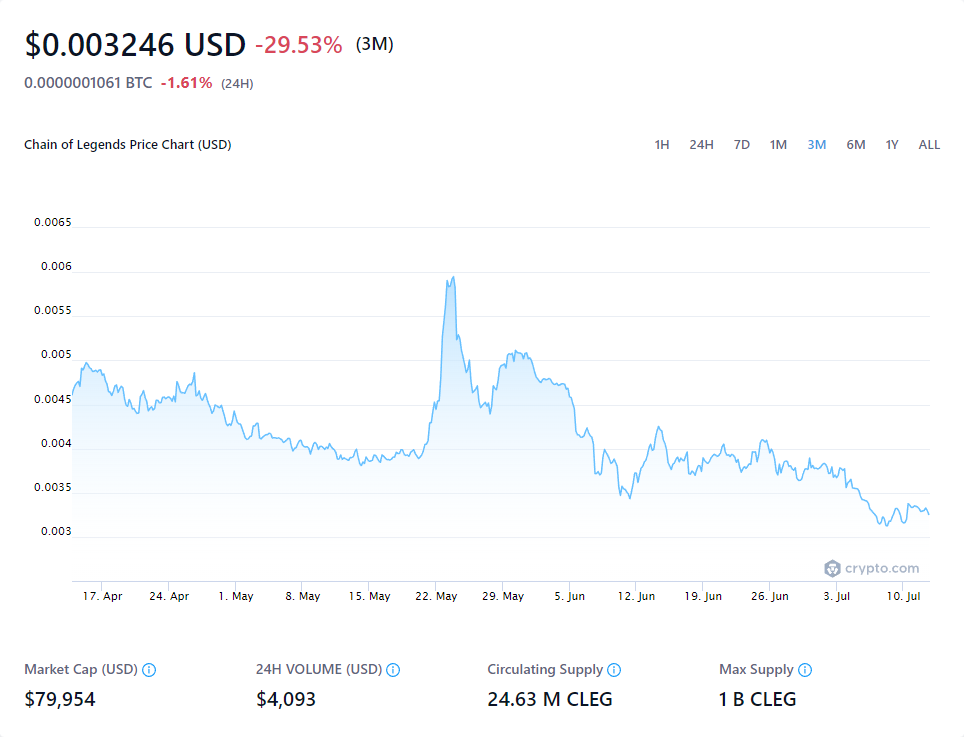 $0.003246 USD -29.53% (3M)
0.0000001061 BTC -1.61% (24H)
Chain of Legends Price Chart (USD) 1H 24H 7D 1M 3M 6M 1Y ALL
0.0065
0.006
0.0055
0.005
0.0045
0.004
0.0035
0.003
crypto.com
17. Apr 24. Apr 1. May 8. May 15. May 22. May 29. May 5. Jun 12. Jun 19. Jun 26. Jun 3. Jul 10. Jul
Market Cap (USD) 24H VOLUME (USD) Circulating Supply Max Supply
$79,954 $4,093 24.63 M CLEG 1 B CLEG